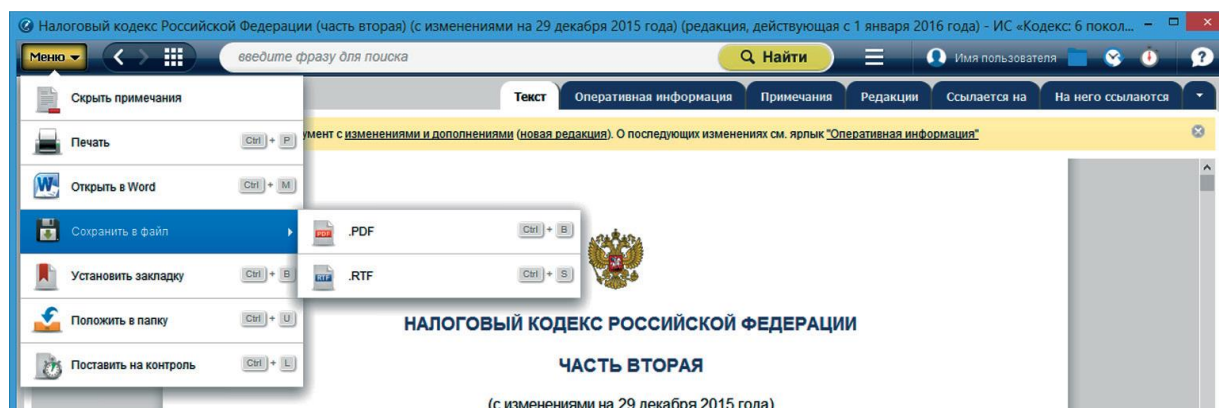 Налоговый кодекс Российской Федерации (часть вторая) (с изменениями на 29 декабря 2015 года) (редакция, действующая с 1 января 2016 года) - ИС «Кодекс: 6 покол...
Меню введите фразу для поиска Найти Имя пользователя ?
Скрыть примечания
Текст Оперативная информация Примечания Редакции Ссылается на На него ссылаются
Печать Ctrl + P
умент с изменениями и дополнениями (новая редакция). О последующих изменениях см. ярлык "Оперативная информация"
Открыть в Word Ctrl + M
Сохранить в файл
.PDF Ctrl + B
Установить закладку Ctrl + B
.RTF Ctrl + S
Положить в папку Ctrl + U
НАЛОГОВЫЙ КОДЕКС РОССИЙСКОЙ ФЕДЕРАЦИИ
Поставить на контроль Ctrl + L
ЧАСТЬ ВТОРАЯ
(с изменениями на 29 декабря 2015 года)